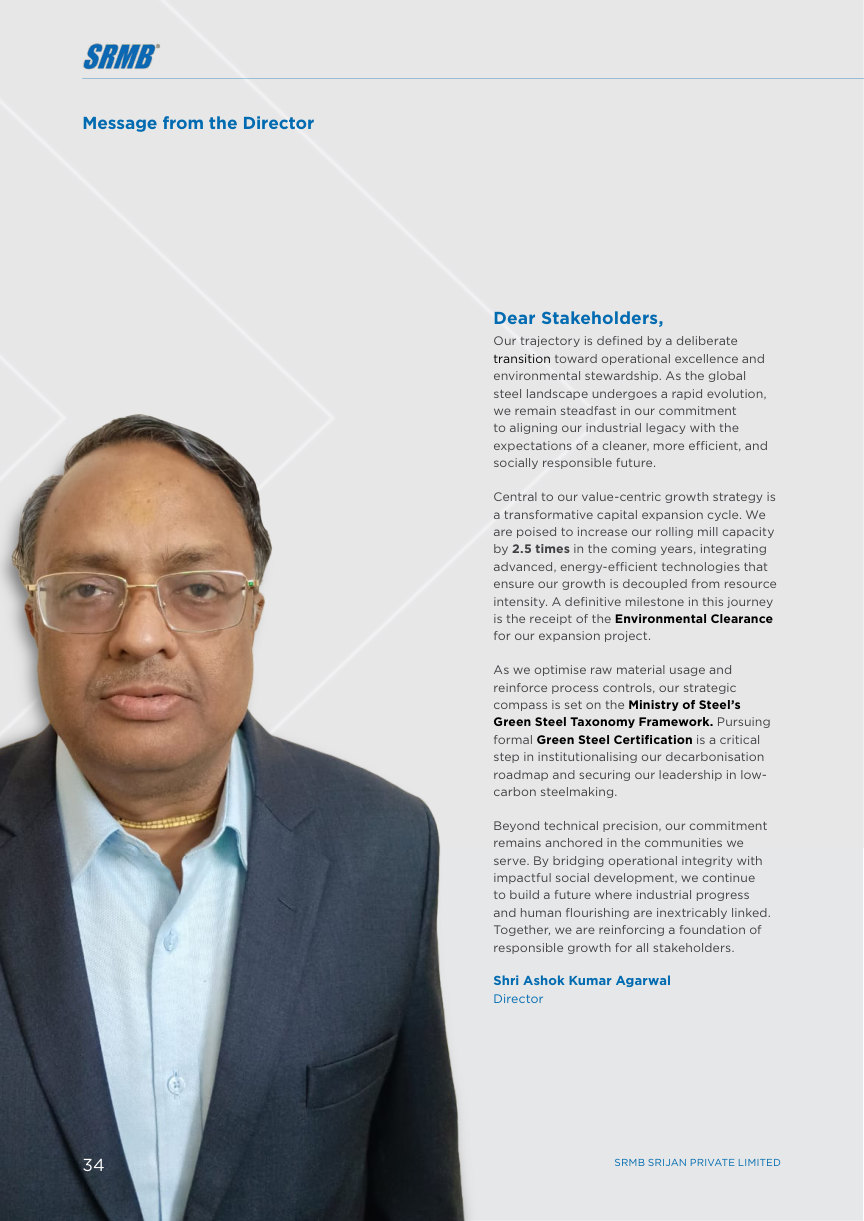 SRMB®
Message from the Director
Dear Stakeholders,
Our trajectory is defined by a deliberate
transition toward operational excellence and
environmental stewardship. As the global
steel landscape undergoes a rapid evolution,
we remain steadfast in our commitment
to aligning our industrial legacy with the
expectations of a cleaner, more efficient, and
socially responsible future.
Central to our value-centric growth strategy is
a transformative capital expansion cycle. We
are poised to increase our rolling mill capacity
by 2.5 times in the coming years, integrating
advanced, energy-efficient technologies that
ensure our growth is decoupled from resource
intensity. A definitive milestone in this journey
is the receipt of the Environmental Clearance
for our expansion project.
As we optimise raw material usage and
reinforce process controls, our strategic
compass is set on the Ministry of Steel’s
Green Steel Taxonomy Framework. Pursuing
formal Green Steel Certification is a critical
step in institutionalising our decarbonisation
roadmap and securing our leadership in low-
carbon steelmaking.
Beyond technical precision, our commitment
remains anchored in the communities we
serve. By bridging operational integrity with
impactful social development, we continue
to build a future where industrial progress
and human flourishing are inextricably linked.
Together, we are reinforcing a foundation of
responsible growth for all stakeholders.
Shri Ashok Kumar Agarwal
Director
34
SRMB SRIJAN PRIVATE LIMITED